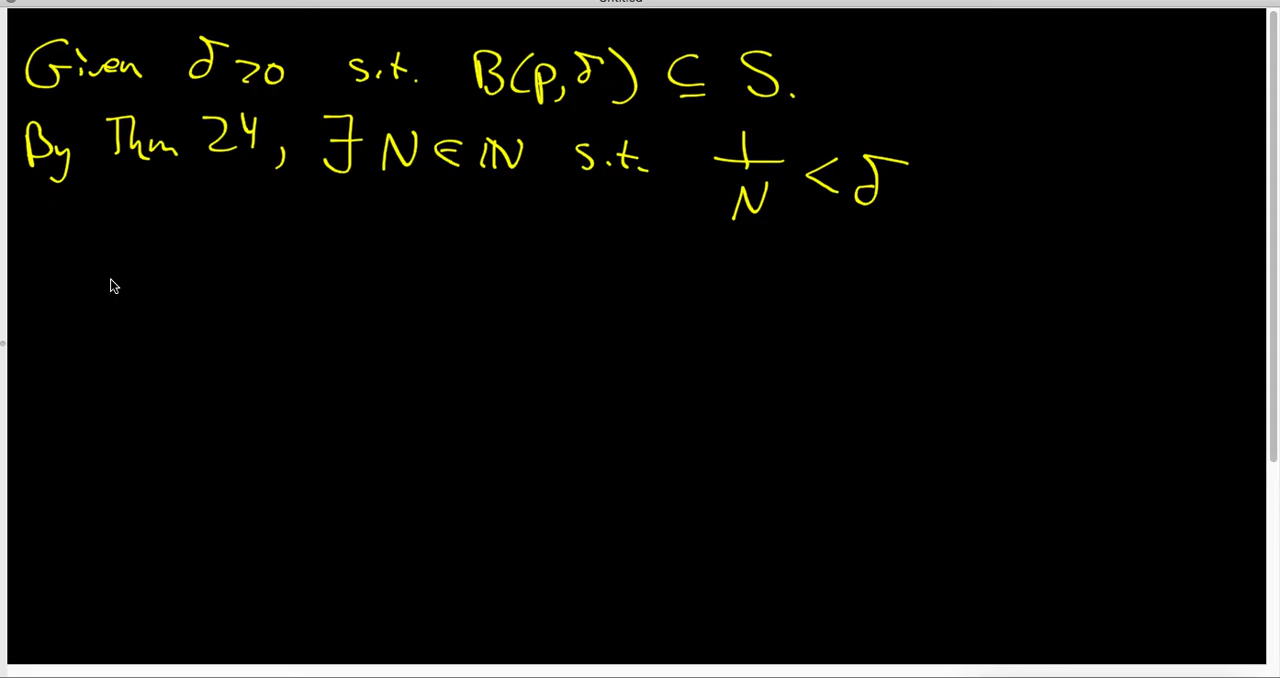 Given δ>0 s.t. B(p,δ) ⊆ S.
By Thm 24, ∃ N ∈ ℕ s.t. 1/N < δ